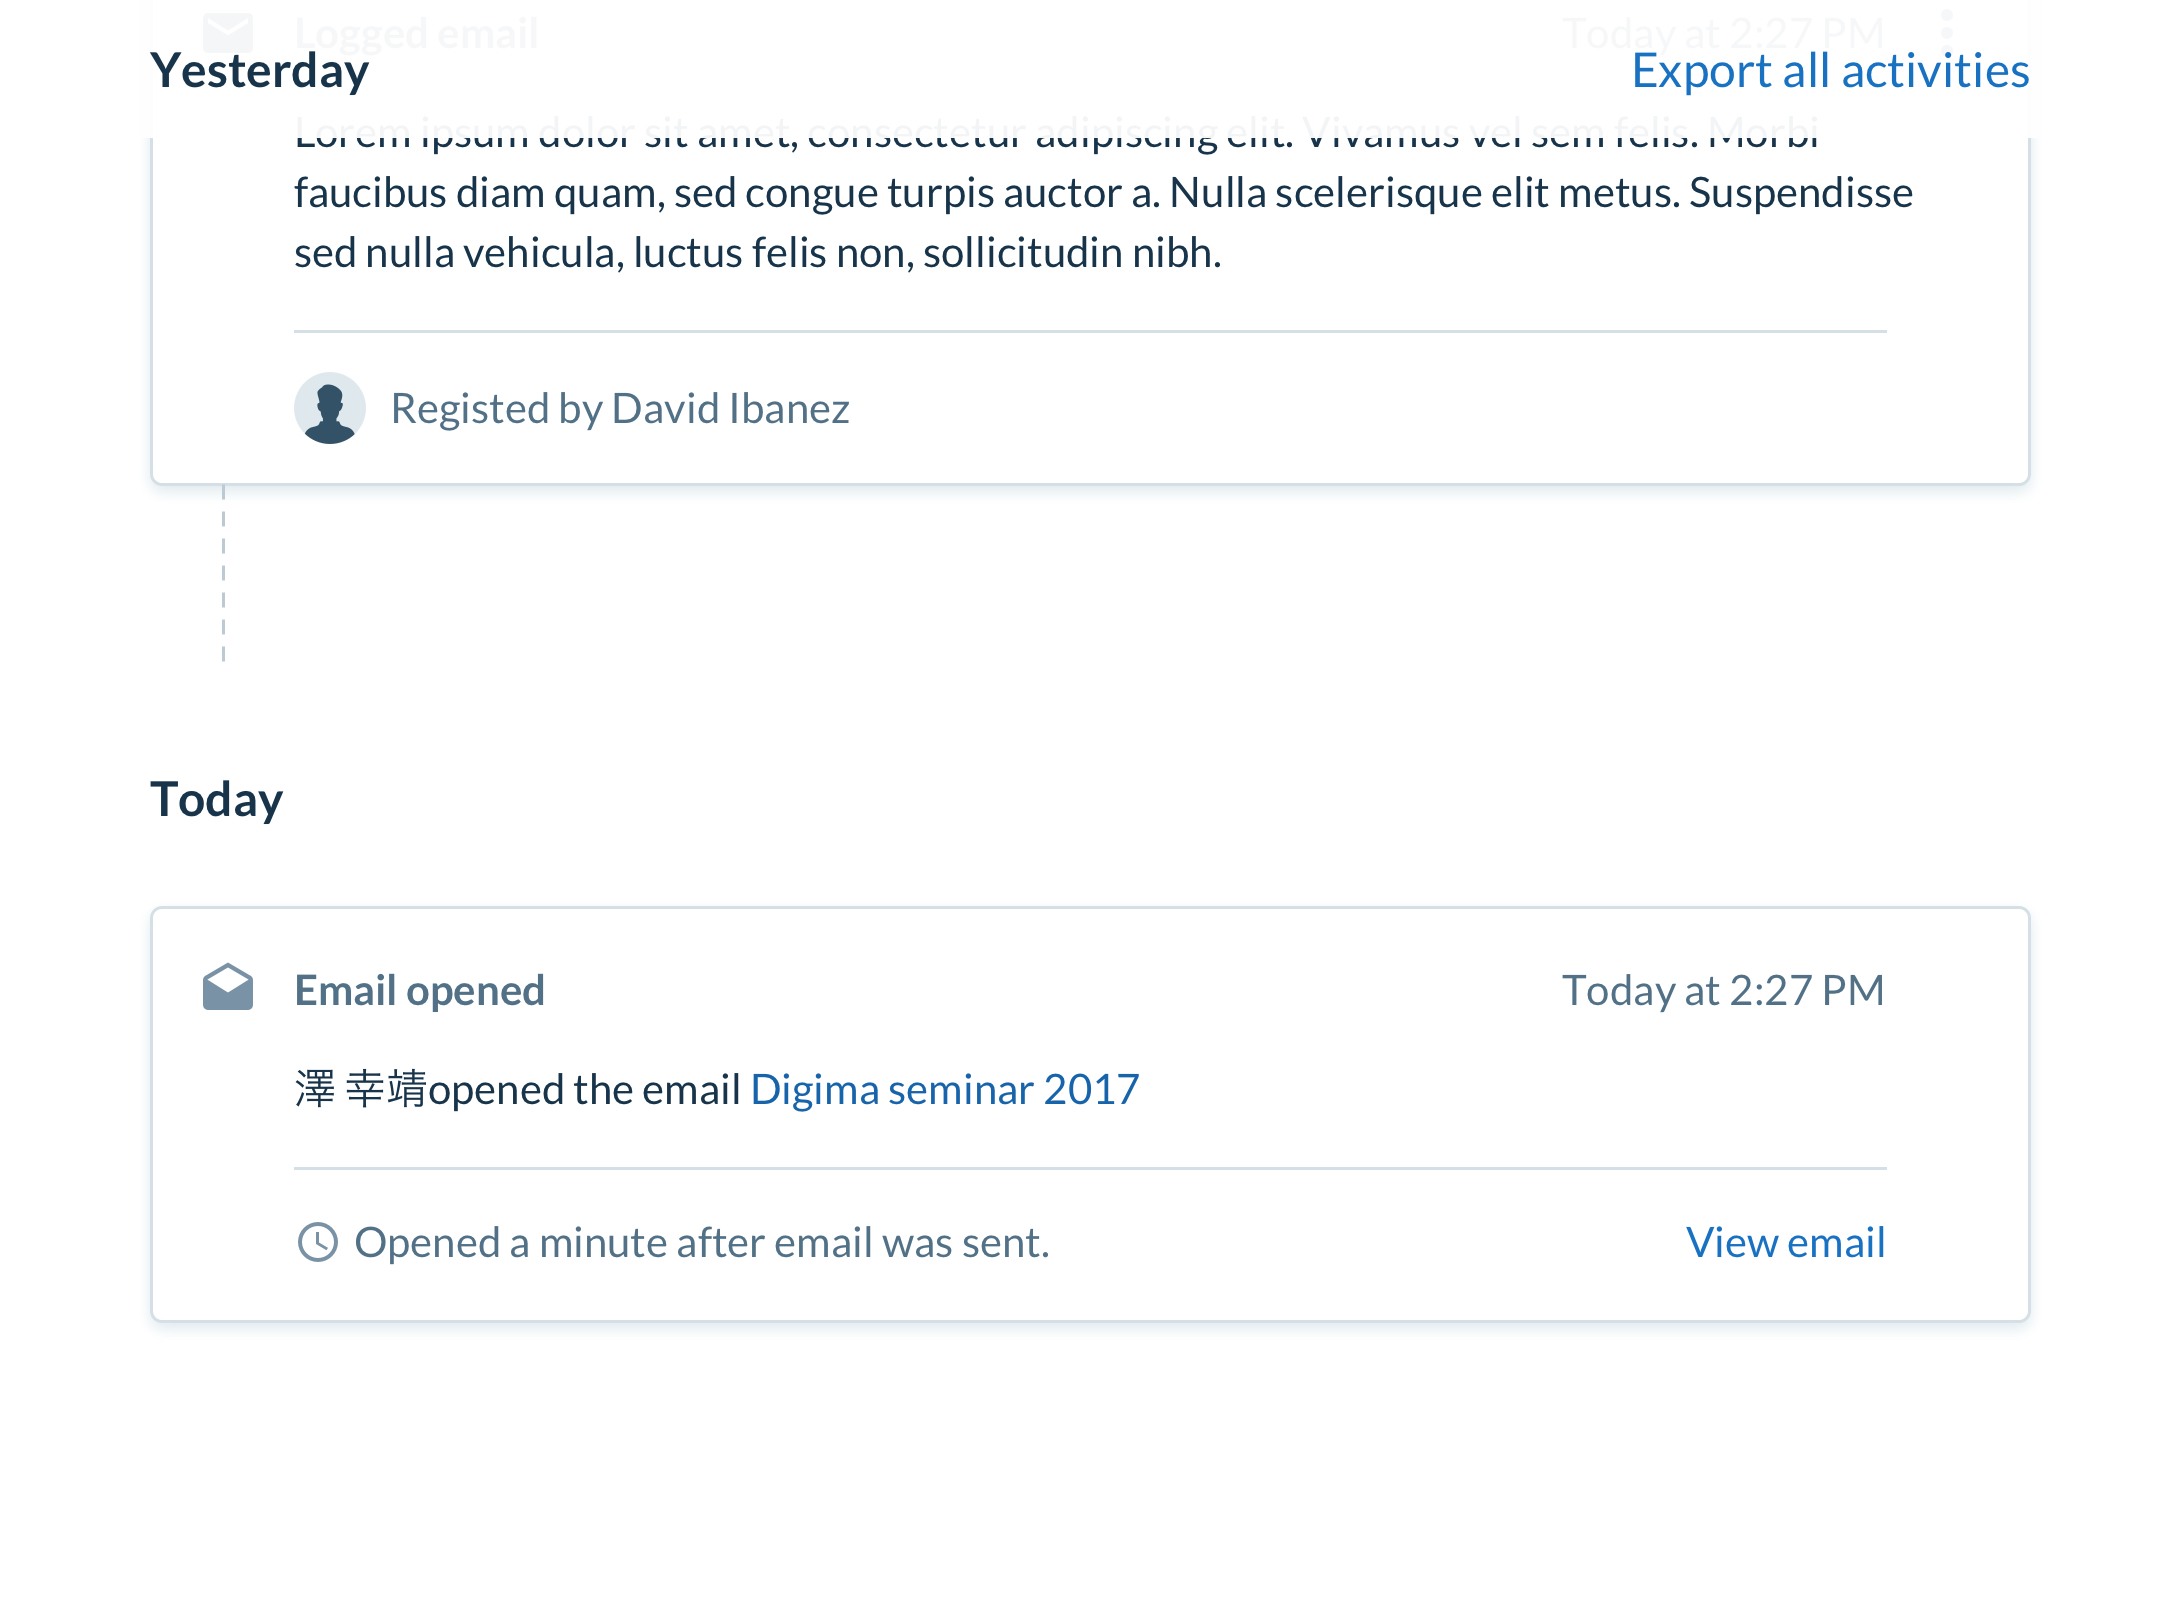 Logged email
Today at 2:27 PM
Yesterday
Export all activities
Lorem ipsum dolor sit amet, consectetur adipiscing elit. Vivamus vel sem felis. Morbi
faucibus diam quam, sed congue turpis auctor a. Nulla scelerisque elit metus. Suspendisse
sed nulla vehicula, luctus felis non, sollicitudin nibh.
Registed by David Ibanez
Today
Email opened
Today at 2:27 PM
澤 幸靖opened the email Digima seminar 2017
Opened a minute after email was sent.
View email